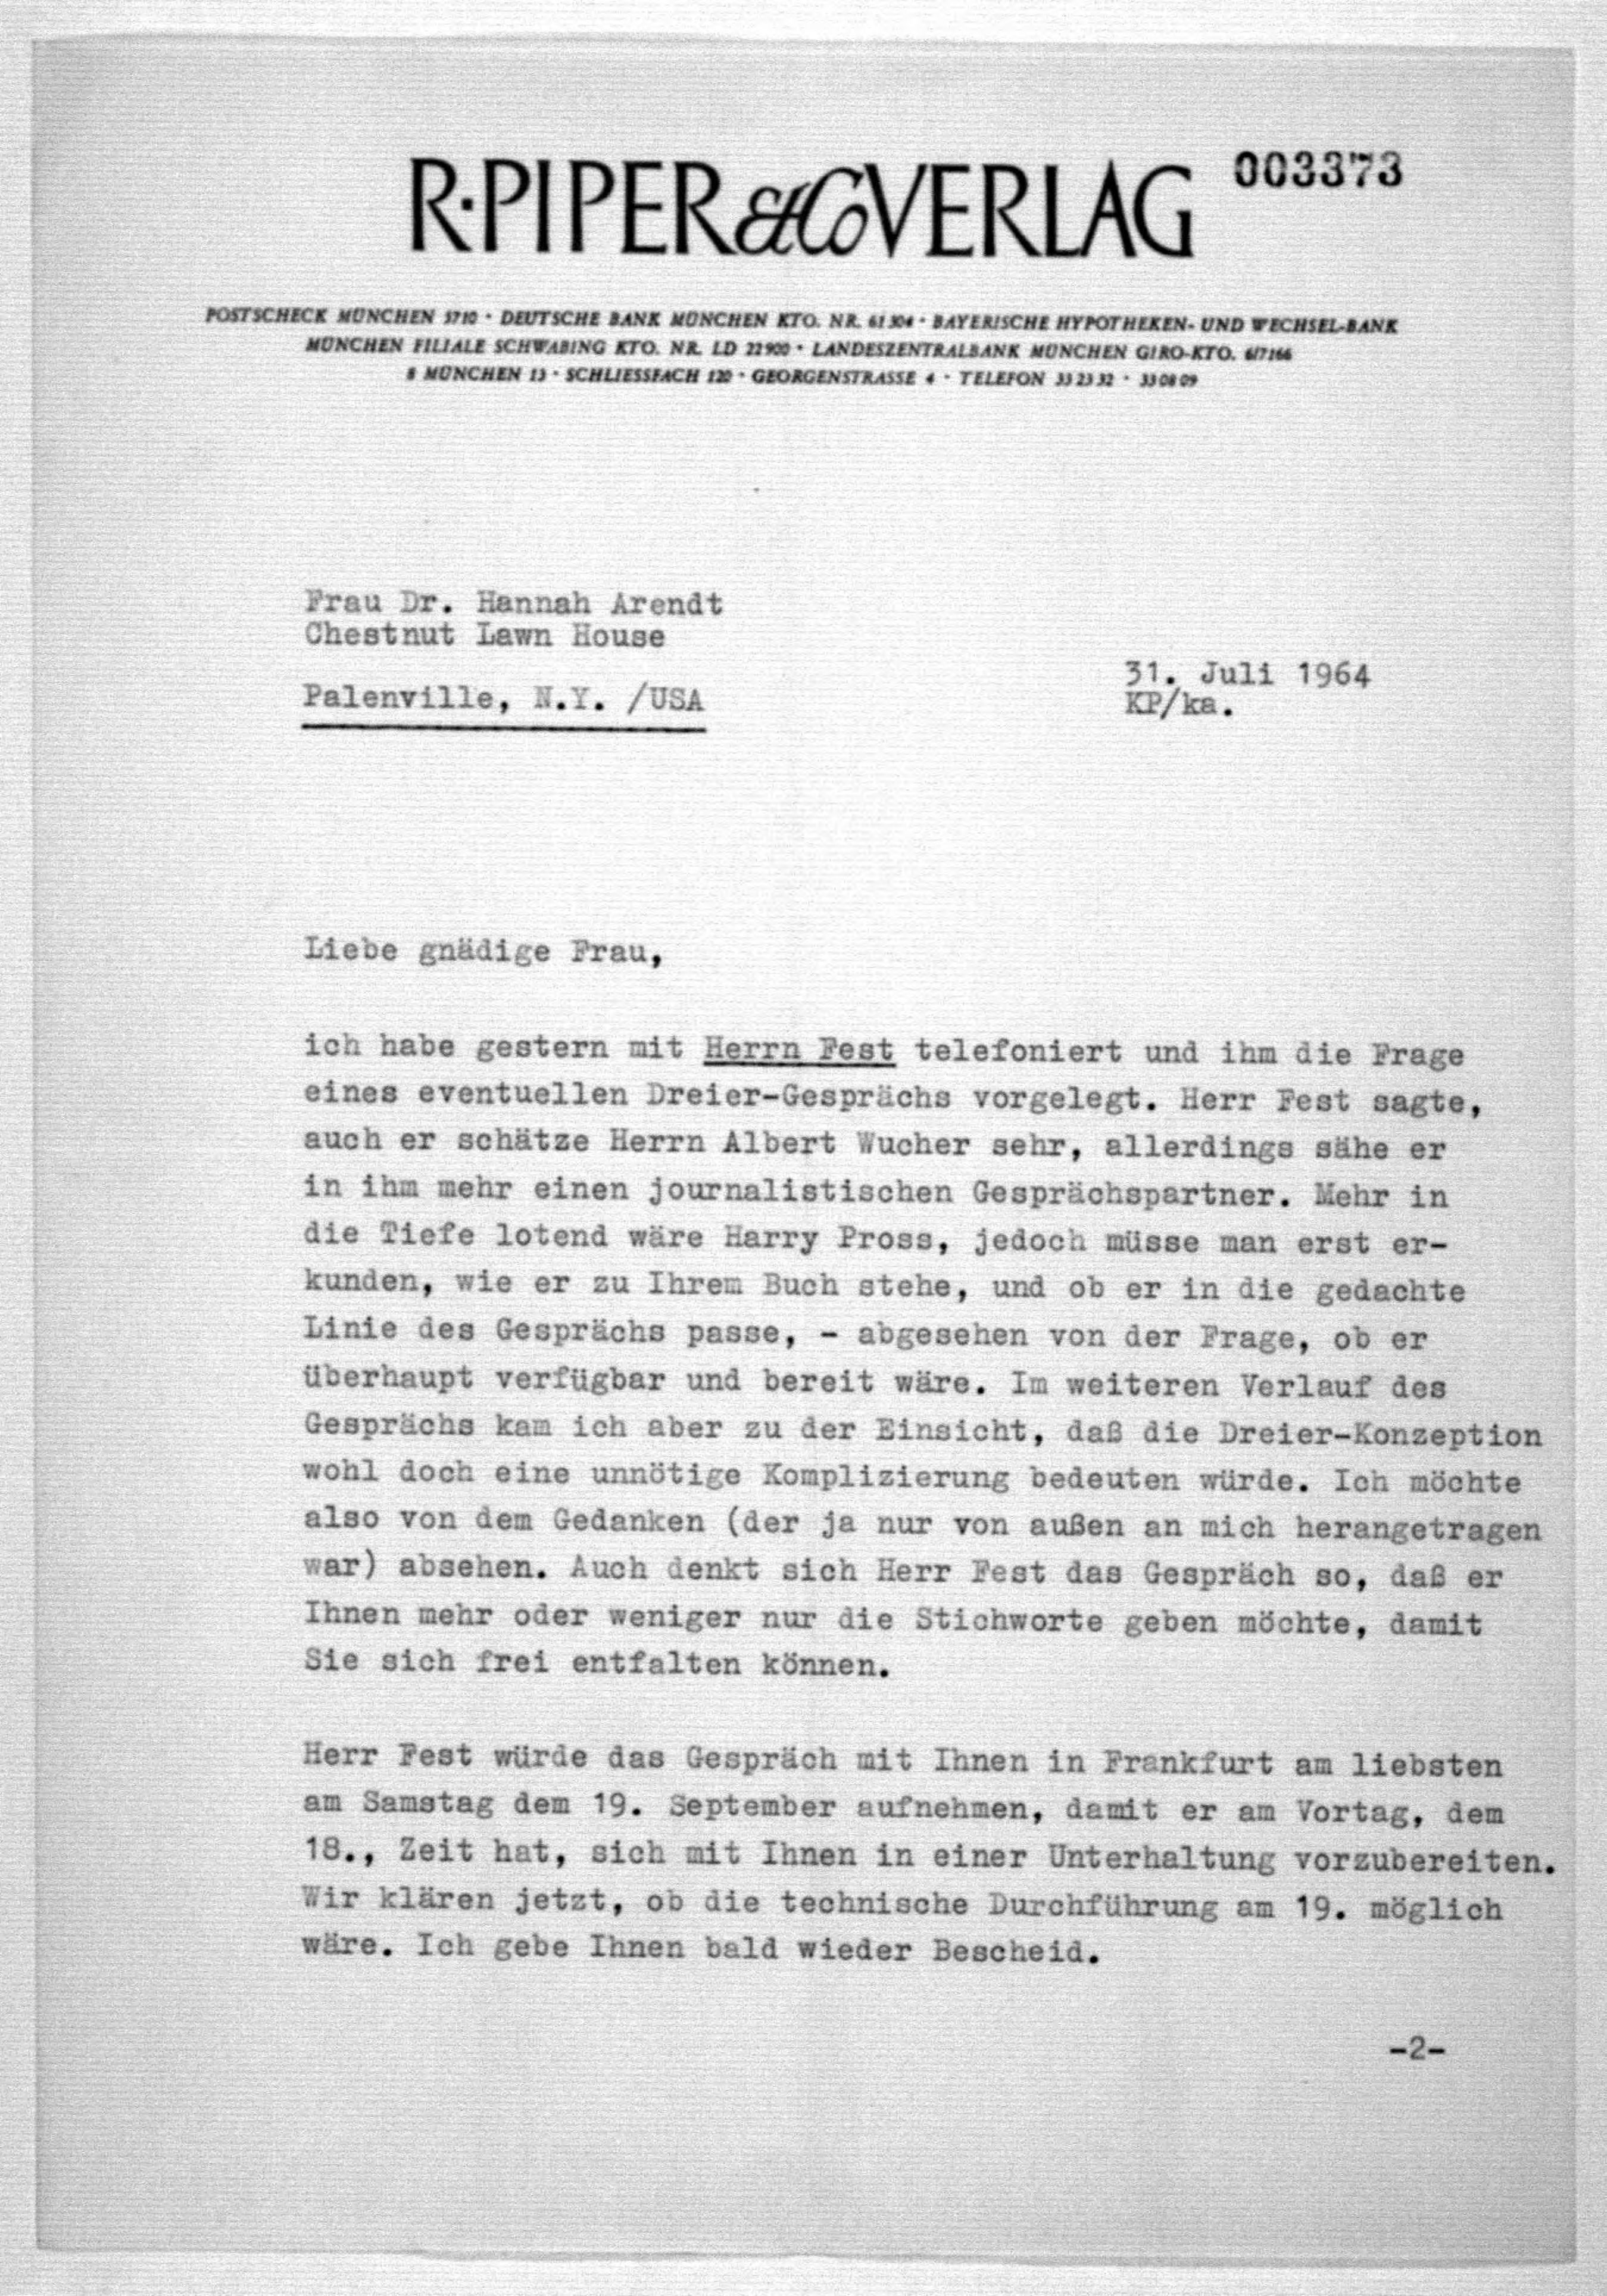 R·PIPER & Co VERLAG 003373
POSTSCHECK MÜNCHEN 5710 · DEUTSCHE BANK MÜNCHEN KTO. NR. 61304 · BAYERISCHE HYPOTHEKEN- UND WECHSEL-BANK
MÜNCHEN FILIALE SCHWABING KTO. NR. LD 22900 · LANDESZENTRALBANK MÜNCHEN GIRO-KTO. 6/7166
8 MÜNCHEN 13 · SCHLIESSFACH 120 · GEORGENSTRASSE 4 · TELEFON 33 23 32 · 33 08 09
Frau Dr. Hannah Arendt
Chestnut Lawn House
31. Juli 1964
Palenville, N.Y. /USA
KP/ka.
Liebe gnädige Frau,
ich habe gestern mit Herrn Fest telefoniert und ihm die Frage
eines eventuellen Dreier-Gesprächs vorgelegt. Herr Fest sagte,
auch er schätze Herrn Albert Wucher sehr, allerdings sähe er
in ihm mehr einen journalistischen Gesprächspartner. Mehr in
die Tiefe lotend wäre Harry Pross, jedoch müsse man erst er-
kunden, wie er zu Ihrem Buch stehe, und ob er in die gedachte
Linie des Gesprächs passe, - abgesehen von der Frage, ob er
überhaupt verfügbar und bereit wäre. Im weiteren Verlauf des
Gesprächs kam ich aber zu der Einsicht, daß die Dreier-Konzeption
wohl doch eine unnötige Komplizierung bedeuten würde. Ich möchte
also von dem Gedanken (der ja nur von außen an mich herangetragen
war) absehen. Auch denkt sich Herr Fest das Gespräch so, daß er
Ihnen mehr oder weniger nur die Stichworte geben möchte, damit
Sie sich frei entfalten können.
Herr Fest würde das Gespräch mit Ihnen in Frankfurt am liebsten
am Samstag dem 19. September aufnehmen, damit er am Vortag, dem
18., Zeit hat, sich mit Ihnen in einer Unterhaltung vorzubereiten.
Wir klären jetzt, ob die technische Durchführung am 19. möglich
wäre. Ich gebe Ihnen bald wieder Bescheid.
-2-